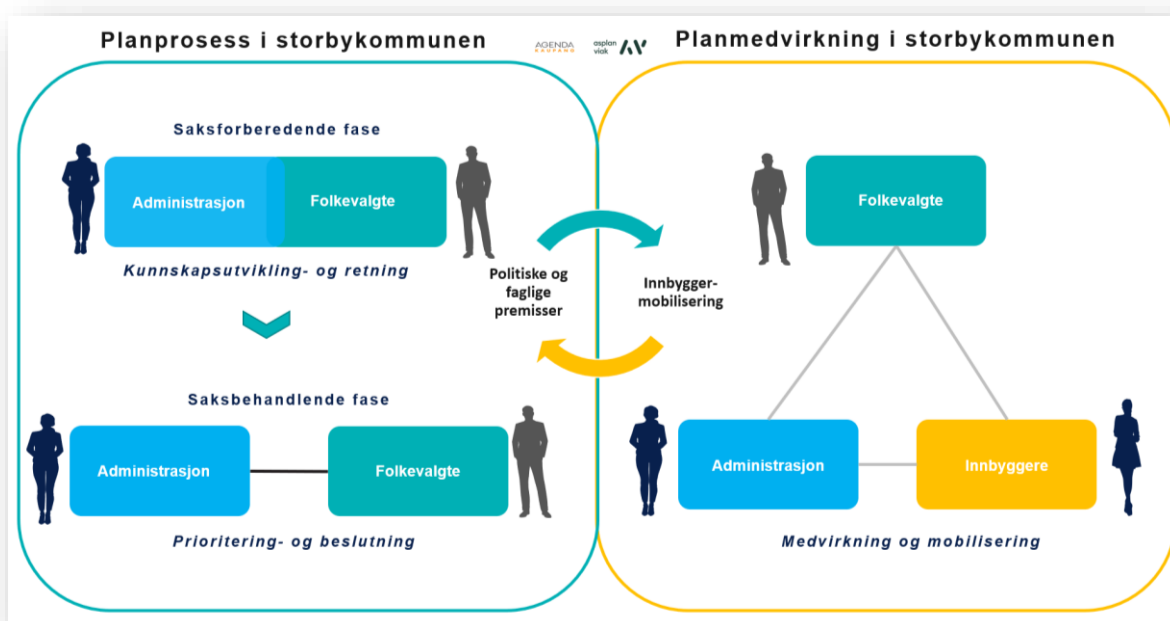 Planprosess i storbykommunen
AGENDA
KAUPANG
asplan
viak
Planmedvirkning i storbykommunen
Saksforberedende fase
Administrasjon
Folkevalgte
Kunnskapsutvikling- og retning
Saksbehandlende fase
Administrasjon
Folkevalgte
Prioritering- og beslutning
Politiske og
faglige
premisser
Innbygger-
mobilisering
Folkevalgte
Administrasjon
Innbyggere
Medvirkning og mobilisering